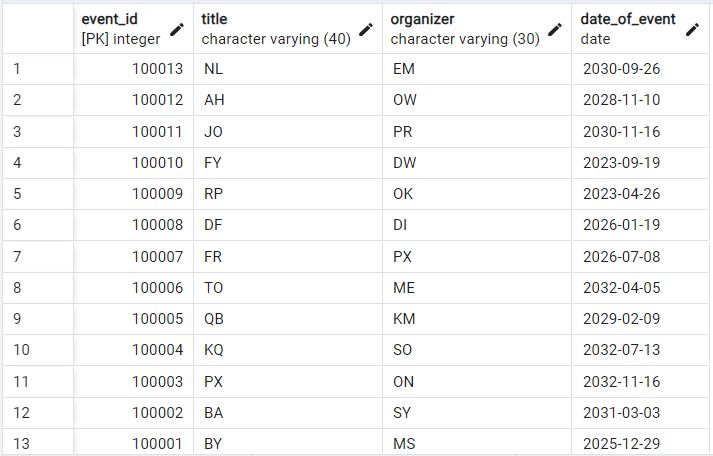 event_id title organizer date_of_event
[PK] integer character varying (40) character varying (30) date
1 100013 NL EM 2030-09-26
2 100012 AH OW 2028-11-10
3 100011 JO PR 2030-11-16
4 100010 FY DW 2023-09-19
5 100009 RP OK 2023-04-26
6 100008 DF DI 2026-01-19
7 100007 FR PX 2026-07-08
8 100006 TO ME 2032-04-05
9 100005 QB KM 2029-02-09
10 100004 KQ SO 2032-07-13
11 100003 PX ON 2032-11-16
12 100002 BA SY 2031-03-03
13 100001 BY MS 2025-12-29